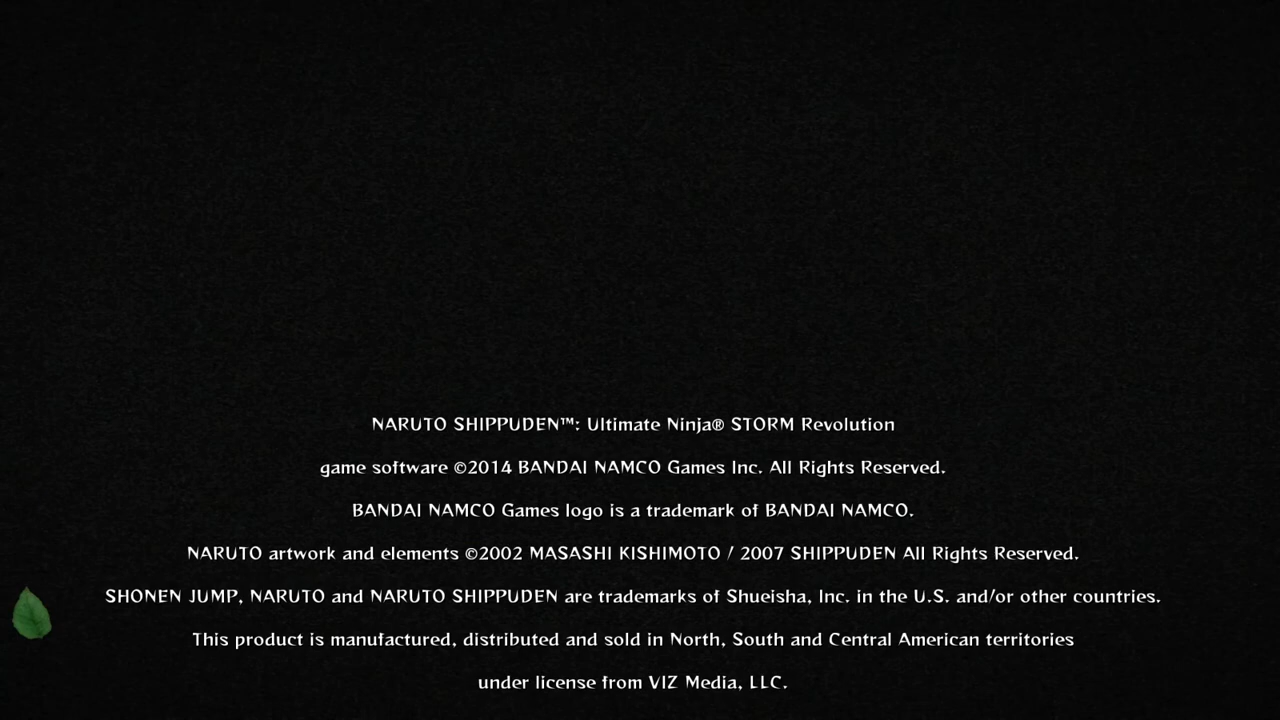 NARUTO SHIPPUDEN™: Ultimate Ninja® STORM Revolution
game software ©2014 BANDAI NAMCO Games Inc. All Rights Reserved.
BANDAI NAMCO Games logo is a trademark of BANDAI NAMCO.
NARUTO artwork and elements ©2002 MASASHI KISHIMOTO / 2007 SHIPPUDEN All Rights Reserved.
SHONEN JUMP, NARUTO and NARUTO SHIPPUDEN are trademarks of Shueisha, Inc. in the U.S. and/or other countries.
This product is manufactured, distributed and sold in North, South and Central American territories
under license from VIZ Media, LLC.